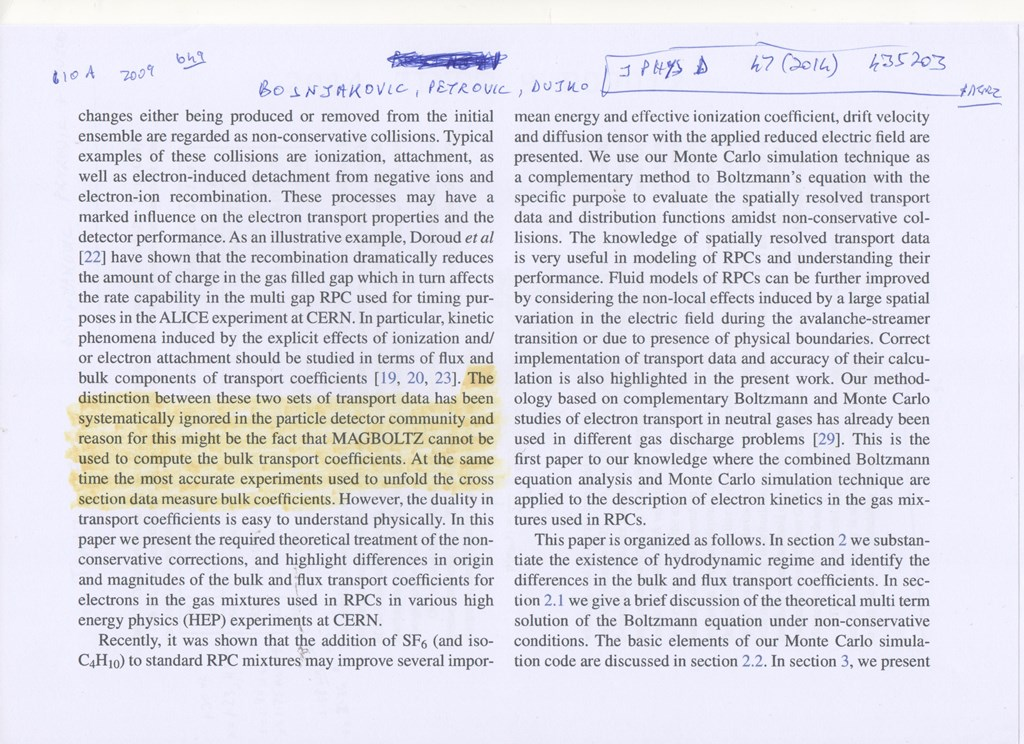 610 A 2009 649
BOSNJAKOVIC, PETROVIC, DUJKO
J PHYS D 47 (2014) 435203
changes either being produced or removed from the initial
ensemble are regarded as non-conservative collisions. Typical
examples of these collisions are ionization, attachment, as
well as electron-induced detachment from negative ions and
electron-ion recombination. These processes may have a
marked influence on the electron transport properties and the
detector performance. As an illustrative example, Doroud et al
[22] have shown that the recombination dramatically reduces
the amount of charge in the gas filled gap which in turn affects
the rate capability in the multi gap RPC used for timing pur-
poses in the ALICE experiment at CERN. In particular, kinetic
phenomena induced by the explicit effects of ionization and/
or electron attachment should be studied in terms of flux and
bulk components of transport coefficients [19, 20, 23]. The
distinction between these two sets of transport data has been
systematically ignored in the particle detector community and
reason for this might be the fact that MAGBOLTZ cannot be
used to compute the bulk transport coefficients. At the same
time the most accurate experiments used to unfold the cross
section data measure bulk coefficients. However, the duality in
transport coefficients is easy to understand physically. In this
paper we present the required theoretical treatment of the non-
conservative corrections, and highlight differences in origin
and magnitudes of the bulk and flux transport coefficients for
electrons in the gas mixtures used in RPCs in various high
energy physics (HEP) experiments at CERN.
Recently, it was shown that the addition of SF6 (and iso-
C4H10) to standard RPC mixtures may improve several impor-
mean energy and effective ionization coefficient, drift velocity
and diffusion tensor with the applied reduced electric field are
presented. We use our Monte Carlo simulation technique as
a complementary method to Boltzmann's equation with the
specific purpose to evaluate the spatially resolved transport
data and distribution functions amidst non-conservative col-
lisions. The knowledge of spatially resolved transport data
is very useful in modeling of RPCs and understanding their
performance. Fluid models of RPCs can be further improved
by considering the non-local effects induced by a large spatial
variation in the electric field during the avalanche-streamer
transition or due to presence of physical boundaries. Correct
implementation of transport data and accuracy of their calcu-
lation is also highlighted in the present work. Our method-
ology based on complementary Boltzmann and Monte Carlo
studies of electron transport in neutral gases has already been
used in different gas discharge problems [29]. This is the
first paper to our knowledge where the combined Boltzmann
equation analysis and Monte Carlo simulation technique are
applied to the description of electron kinetics in the gas mix-
tures used in RPCs.
This paper is organized as follows. In section 2 we substan-
tiate the existence of hydrodynamic regime and identify the
differences in the bulk and flux transport coefficients. In sec-
tion 2.1 we give a brief discussion of the theoretical multi term
solution of the Boltzmann equation under non-conservative
conditions. The basic elements of our Monte Carlo simula-
tion code are discussed in section 2.2. In section 3, we present